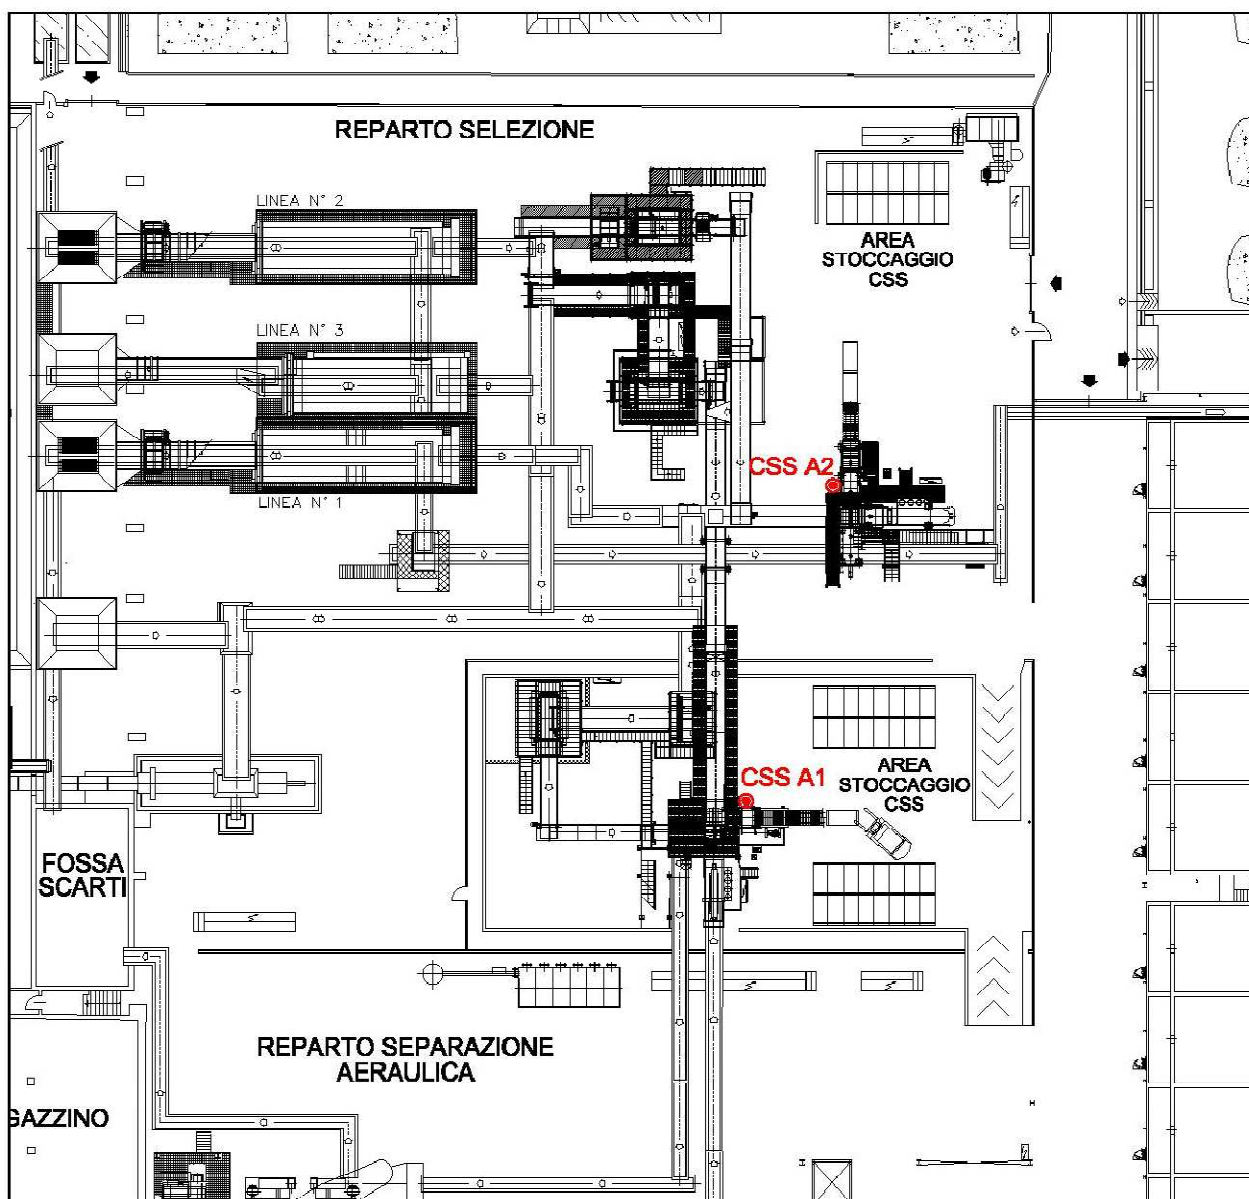 REPARTO SELEZIONE
LINEA N° 2
AREA
STOCCAGGIO
CSS
LINEA N° 3
CSS A2
LINEA N° 1
CSS A1
AREA
STOCCAGGIO
CSS
FOSSA
SCARTI
REPARTO SEPARAZIONE
AERAULICA
GAZZINO